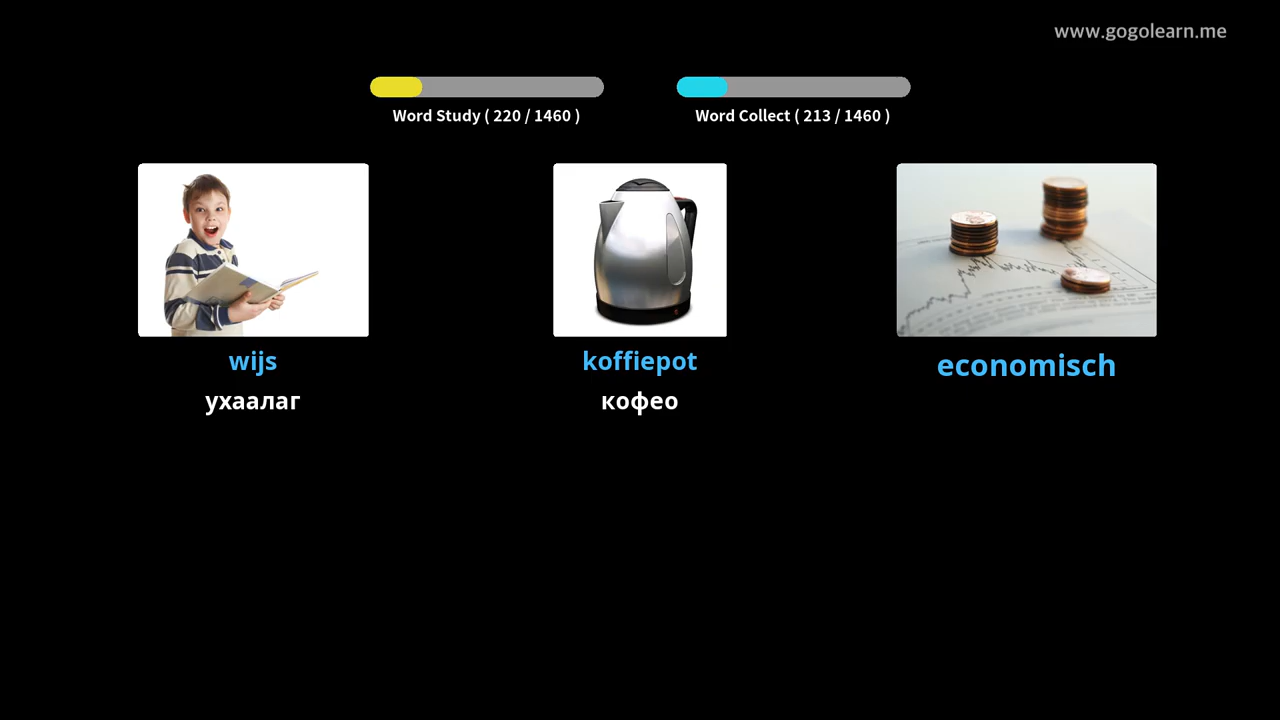 www.gogolearn.me
Word Study ( 220 / 1460 )
Word Collect ( 213 / 1460 )
wijs
ухаалаг
koffiepot
кофео
economisch